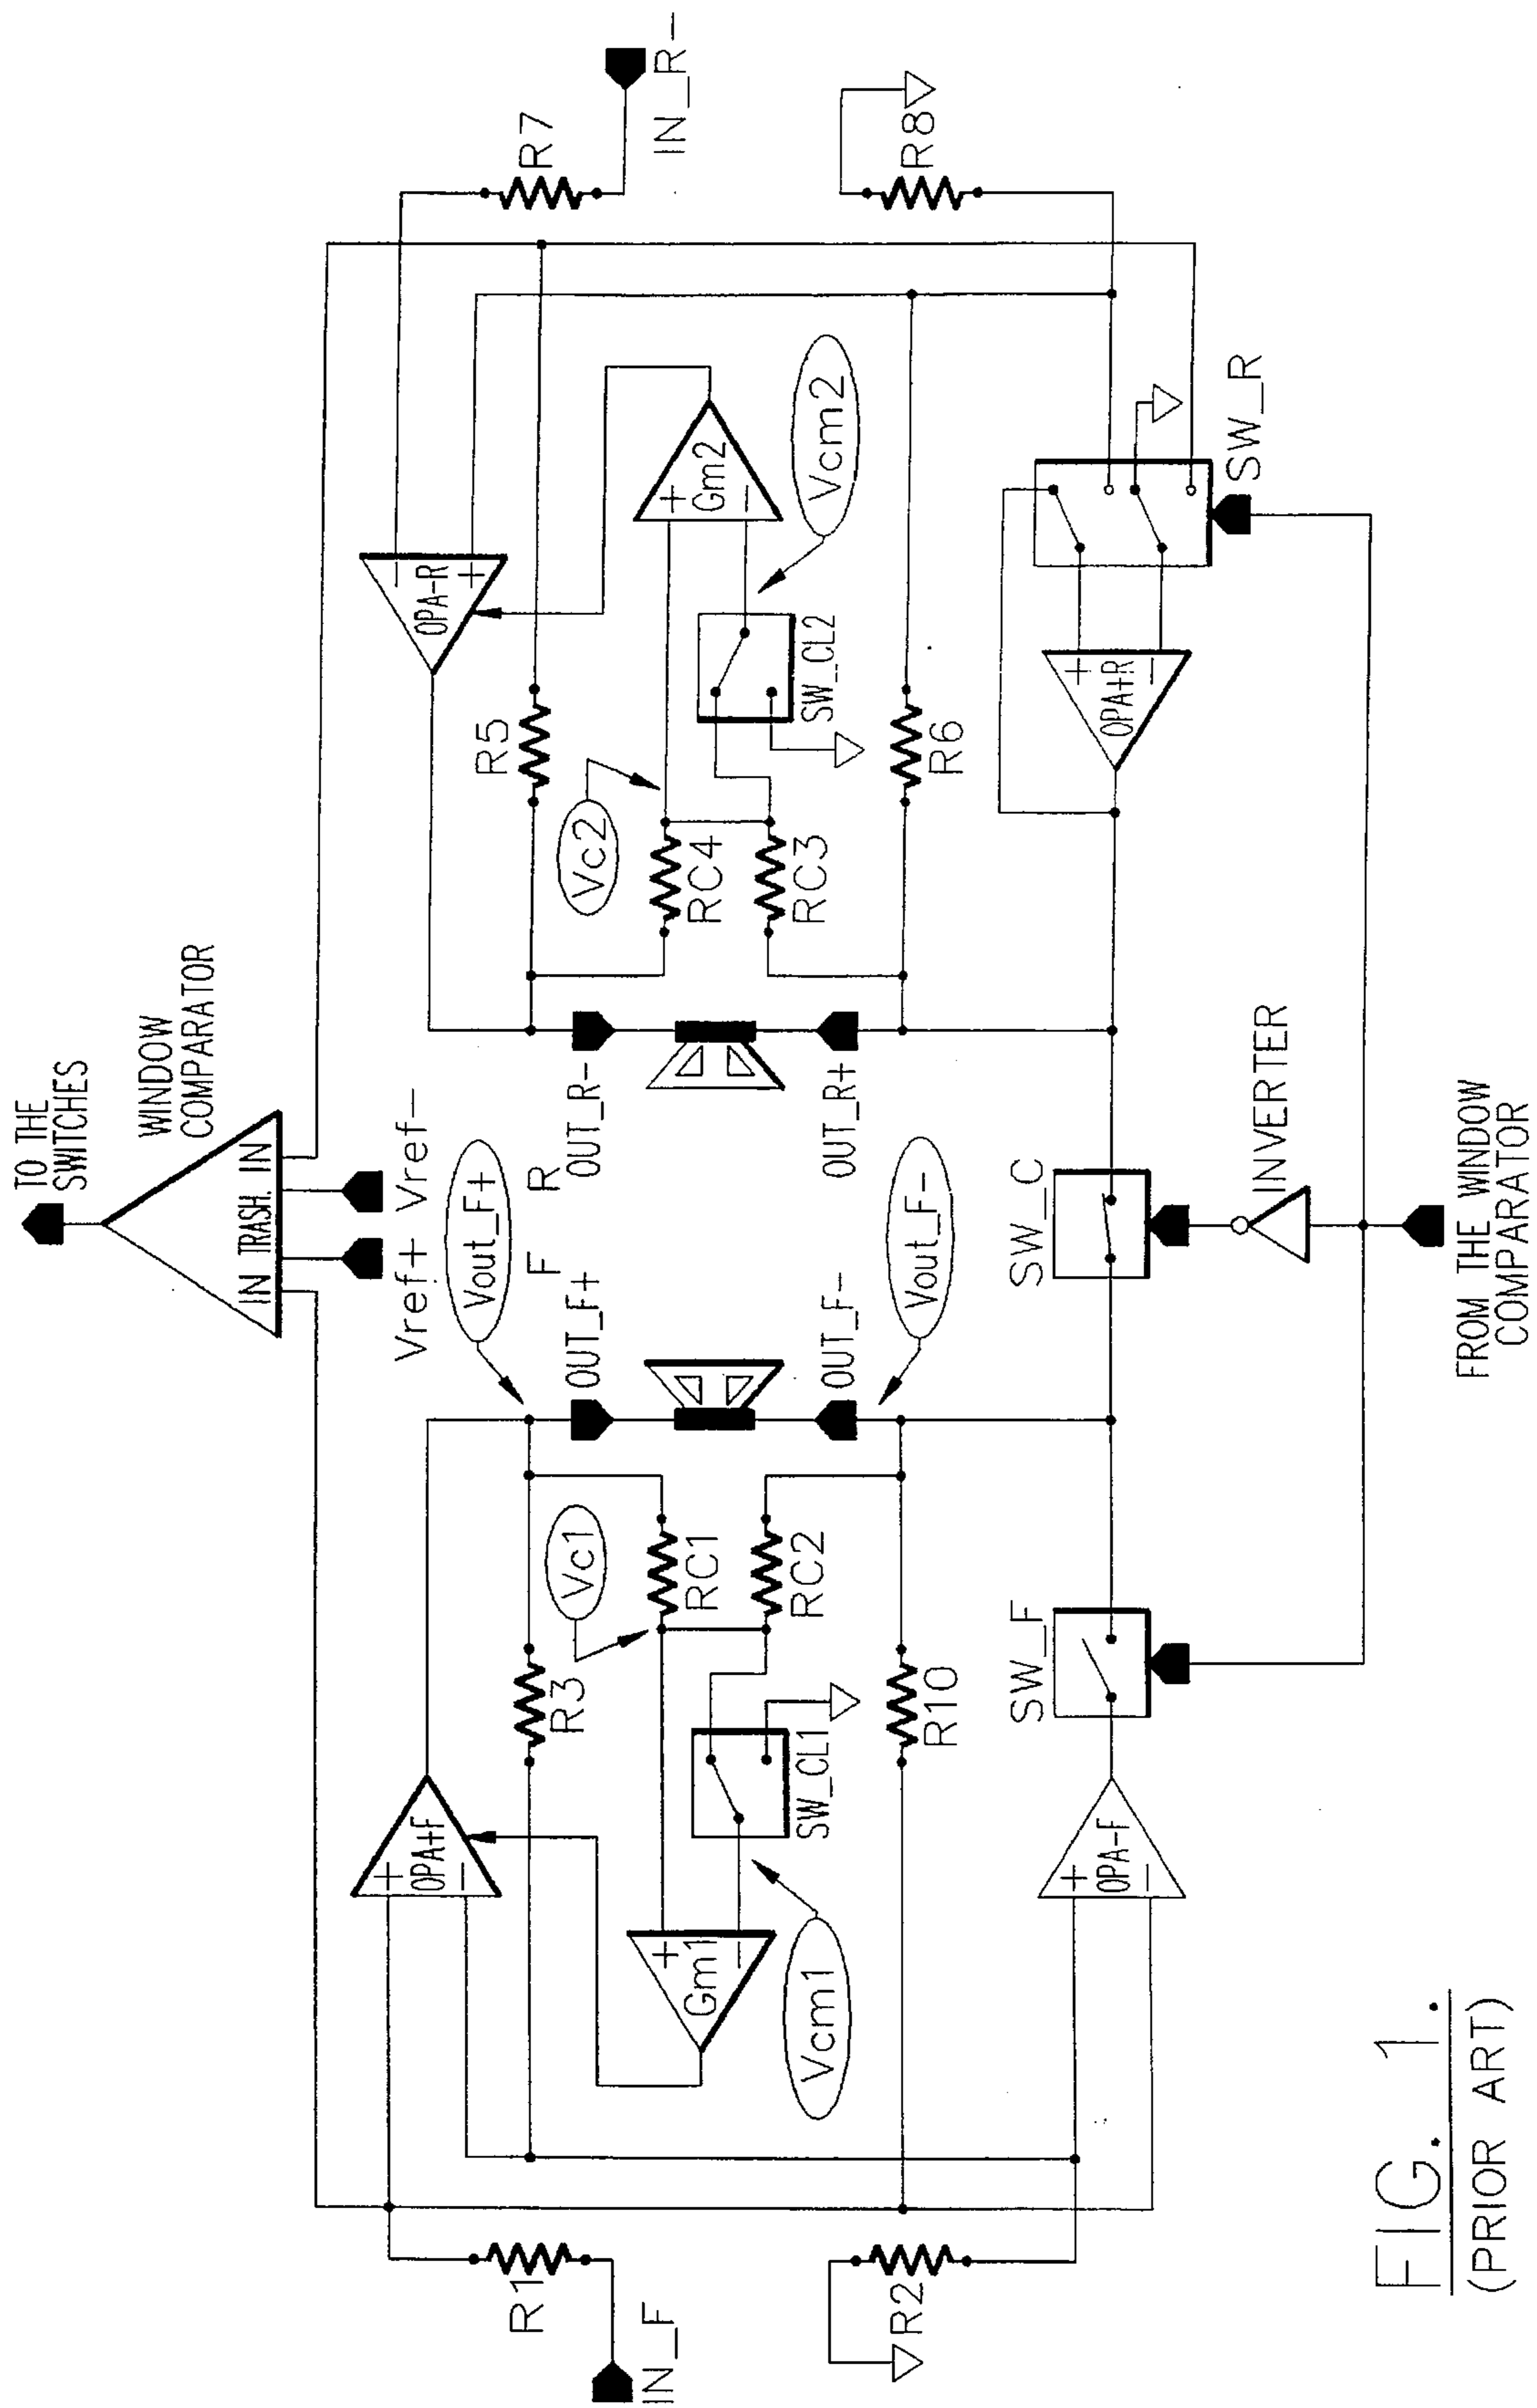 TO THE
SWITCHES
WINDOW
COMPARATOR
IN TRASH. IN
Vref+ Vref-
Vout_F+
F R
OUT_F+
OUT_R-
OUT_F-
OUT_R+
Vout_F-
IN_F
R1
R2
OPA+F
+
-
R3
Vc1
RC1
RC2
Gm1
+
-
SW_CL1
Vcm1
R10
OPA-F
+
-
SW_F
SW_C
INVERTER
FROM THE WINDOW
COMPARATOR
OPA-R
-
+
R5
Vc2
RC4
RC3
Gm2
+
-
SW_CL2
Vcm2
R6
OPA+R
+
-
SW_R
R7
IN_R-
R8
FIG. 1.
(PRIOR ART)